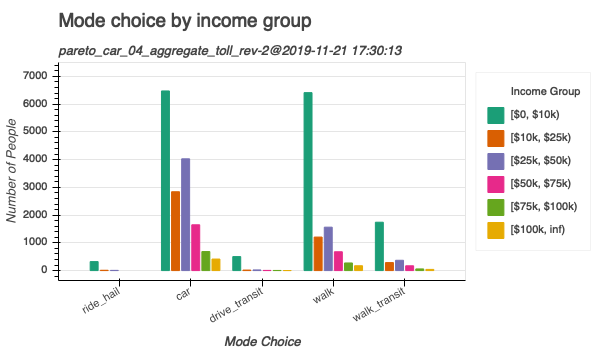 Mode choice by income group
pareto_car_04_aggregate_toll_rev-2@2019-11-21 17:30:13
7000
6000
5000
4000
3000
2000
1000
0
Number of People
ride_hail
car
drive_transit
walk
walk_transit
Mode Choice
Income Group
[$0, $10k)
[$10k, $25k)
[$25k, $50k)
[$50k, $75k)
[$75k, $100k)
[$100k, inf)